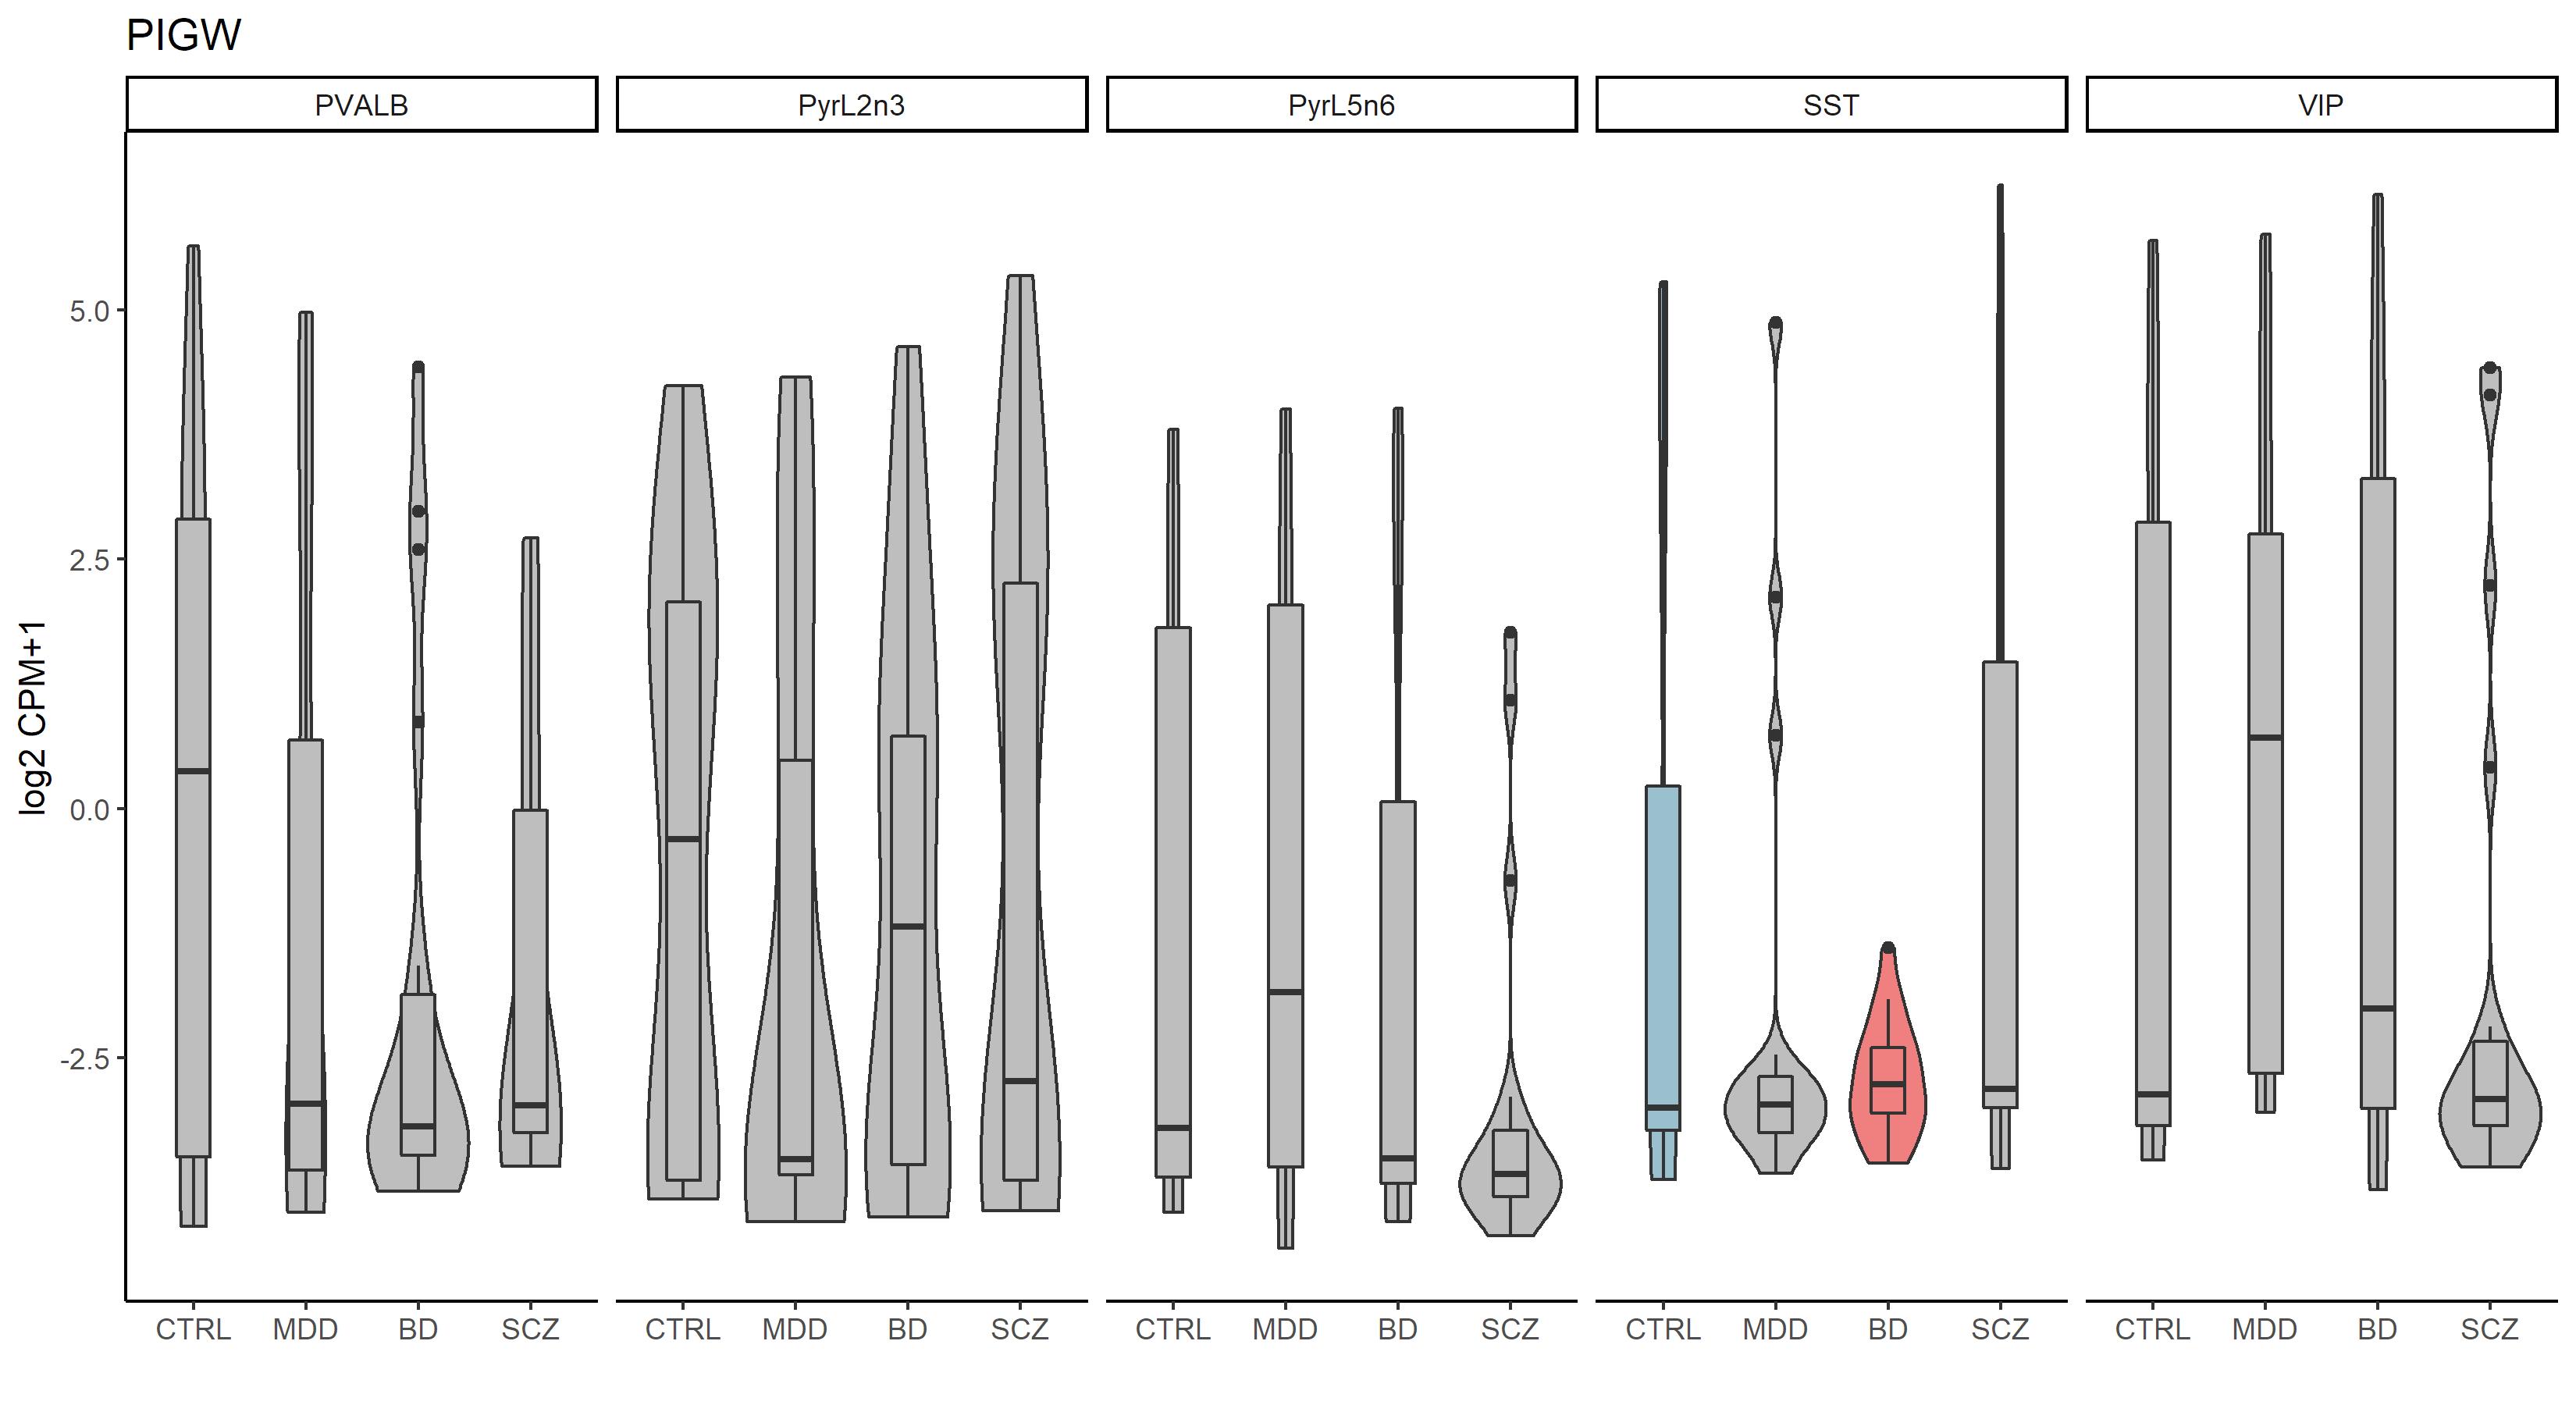 PIGW
PVALB PyrL2n3 PyrL5n6 SST VIP
log2 CPM+1
5.0
2.5
0.0
-2.5
CTRL MDD BD SCZ CTRL MDD BD SCZ CTRL MDD BD SCZ CTRL MDD BD SCZ CTRL MDD BD SCZ